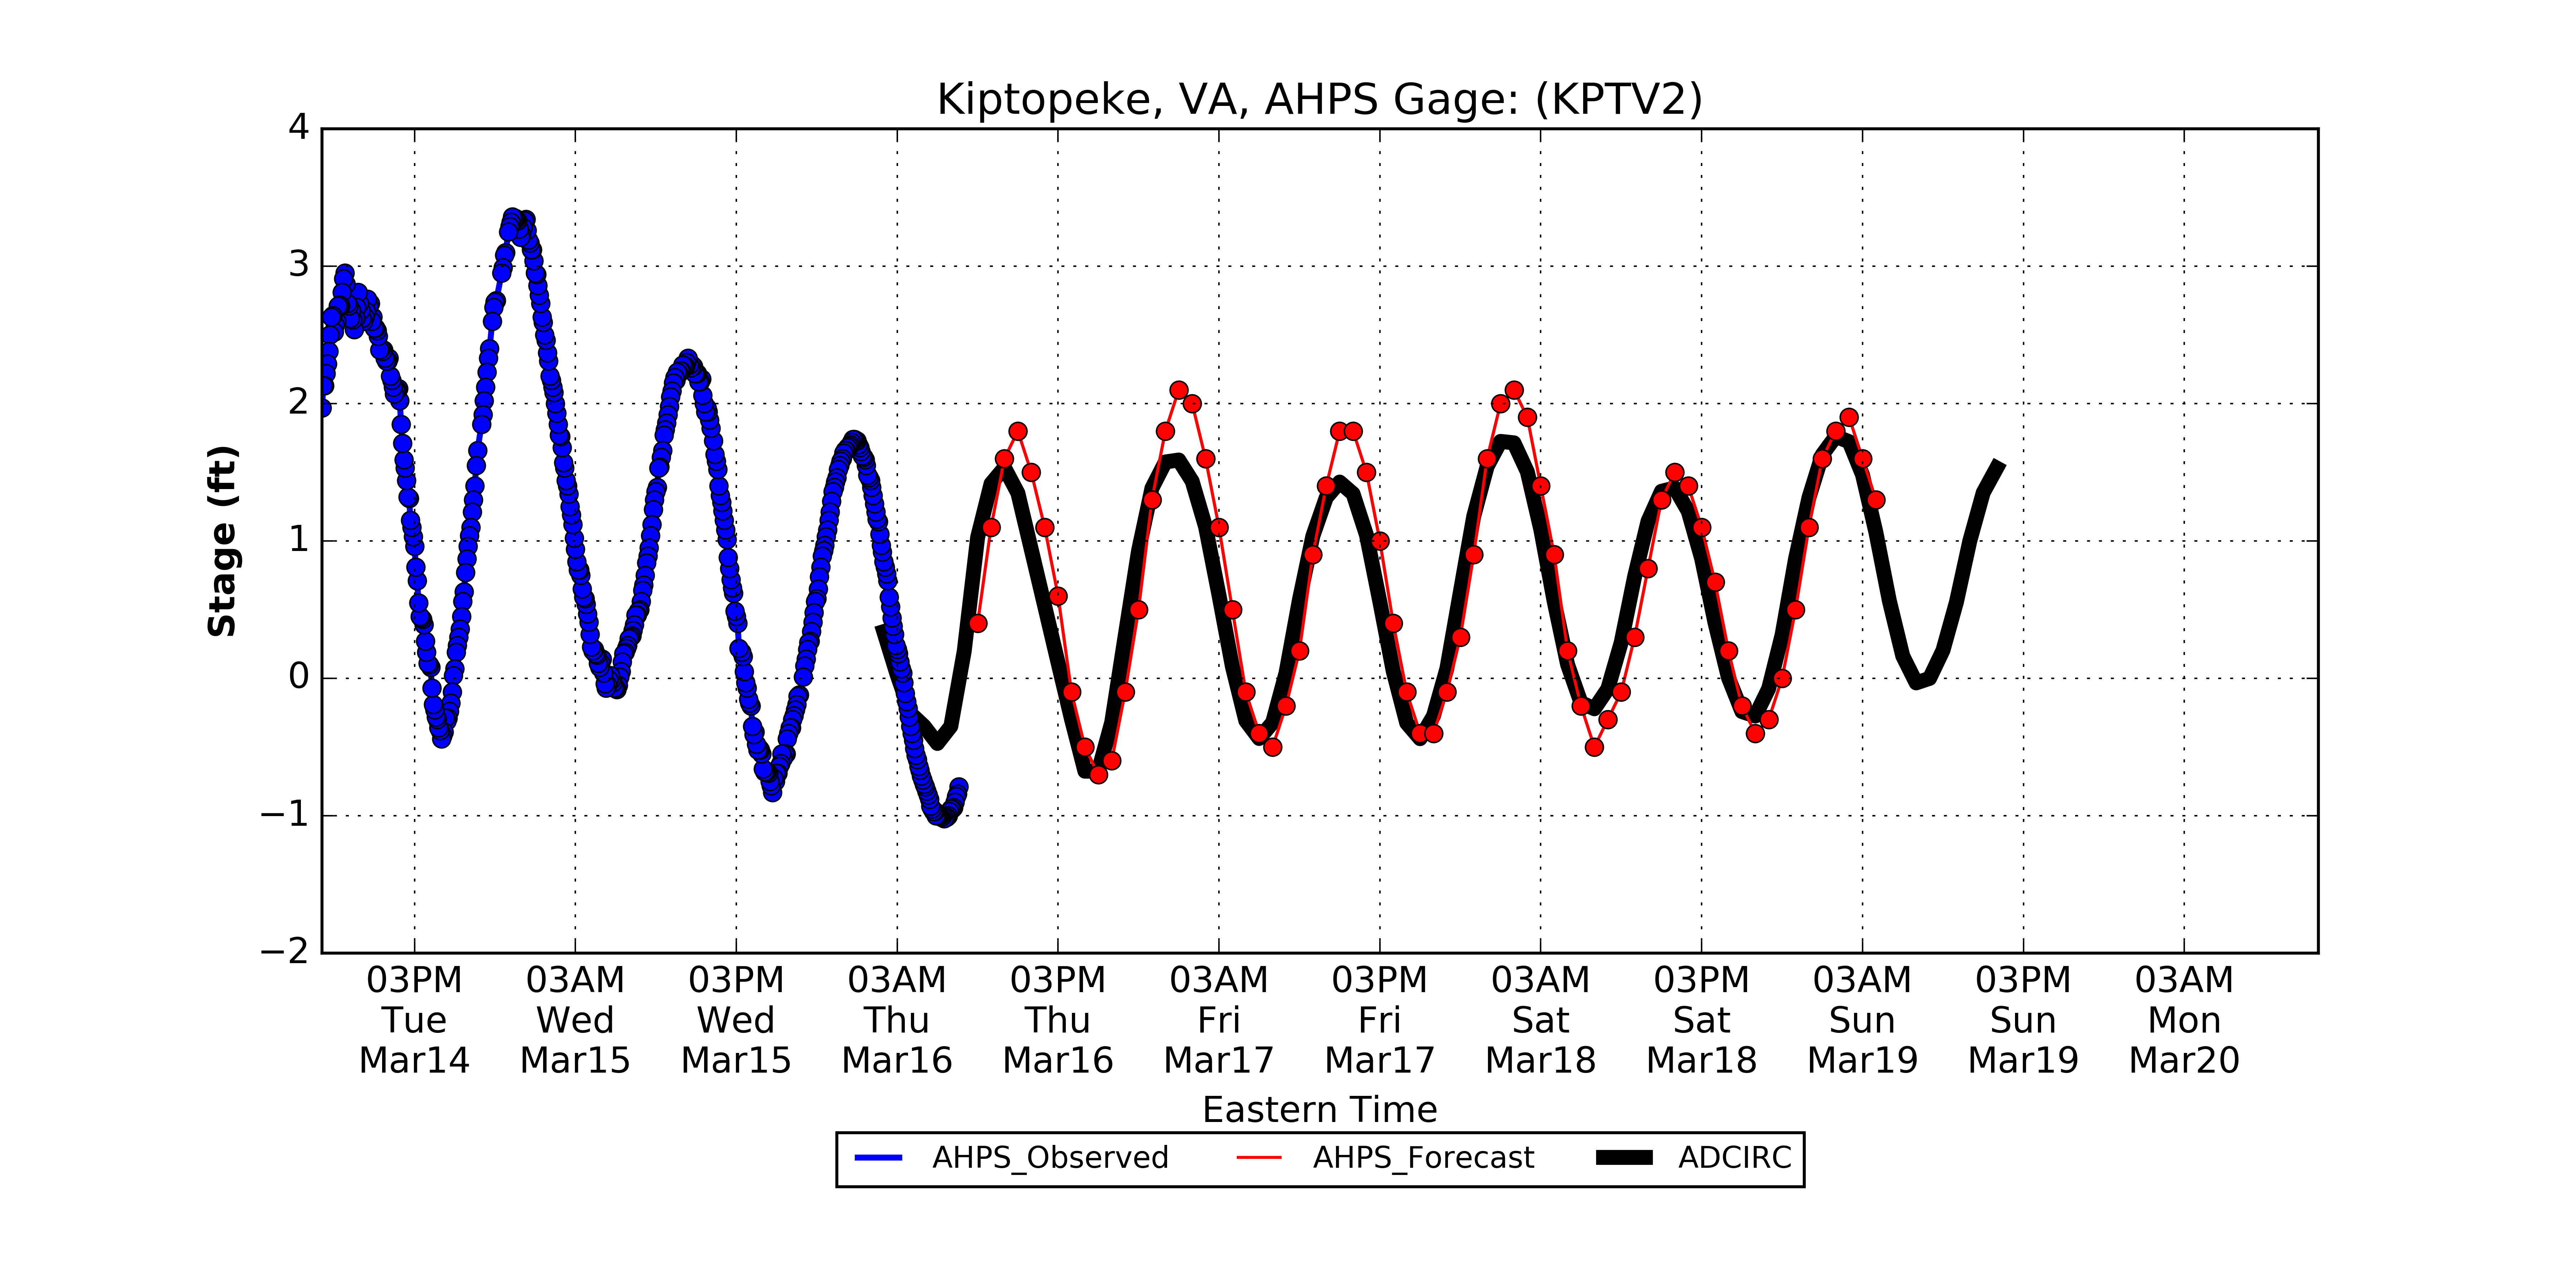 Kiptopeke, VA, AHPS Gage: (KPTV2)
4
3
2
1
0
−1
−2
Stage (ft)
03PM 03AM 03PM 03AM 03PM 03AM 03PM 03AM 03PM 03AM 03PM 03AM
Tue Wed Wed Thu Thu Fri Fri Sat Sat Sun Sun Mon
Mar14 Mar15 Mar15 Mar16 Mar16 Mar17 Mar17 Mar18 Mar18 Mar19 Mar19 Mar20
Eastern Time
AHPS_Observed AHPS_Forecast ADCIRC